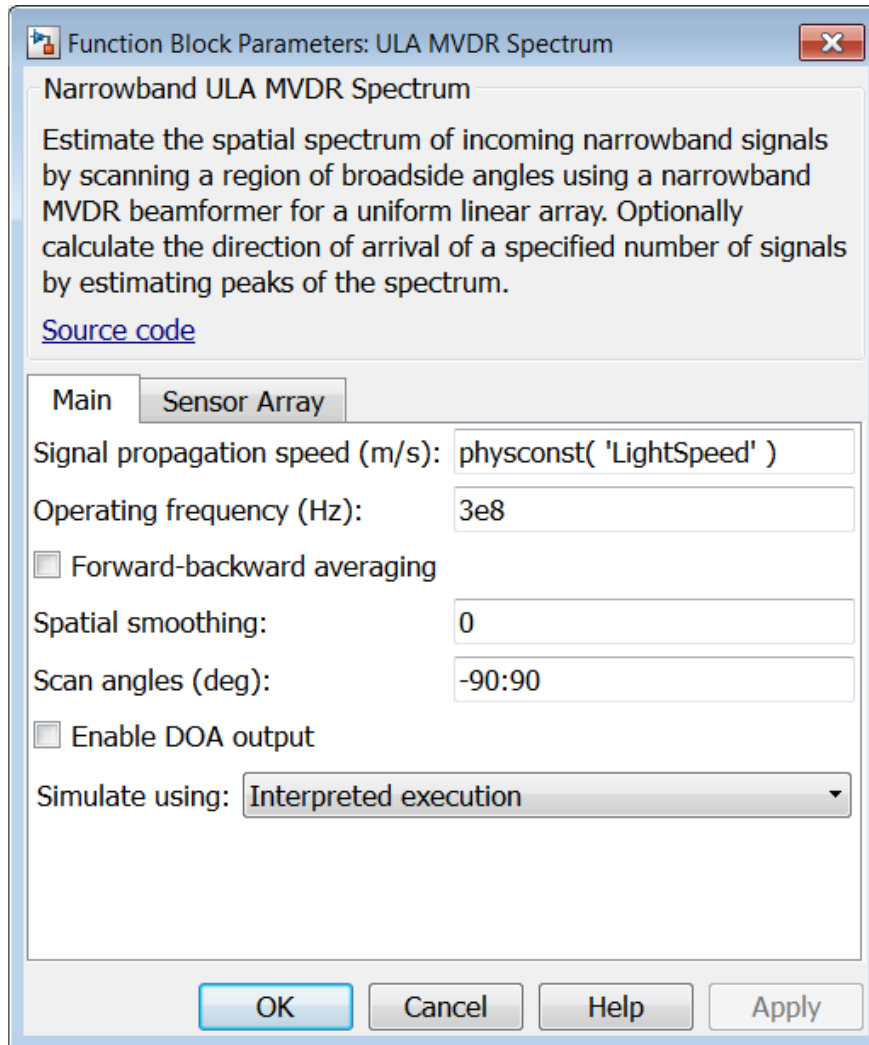 Function Block Parameters: ULA MVDR Spectrum
Narrowband ULA MVDR Spectrum
Estimate the spatial spectrum of incoming narrowband signals
by scanning a region of broadside angles using a narrowband
MVDR beamformer for a uniform linear array. Optionally
calculate the direction of arrival of a specified number of signals
by estimating peaks of the spectrum.
Source code
Main Sensor Array
Signal propagation speed (m/s): physconst( 'LightSpeed' )
Operating frequency (Hz): 3e8
Forward-backward averaging
Spatial smoothing: 0
Scan angles (deg): -90:90
Enable DOA output
Simulate using: Interpreted execution
OK Cancel Help Apply